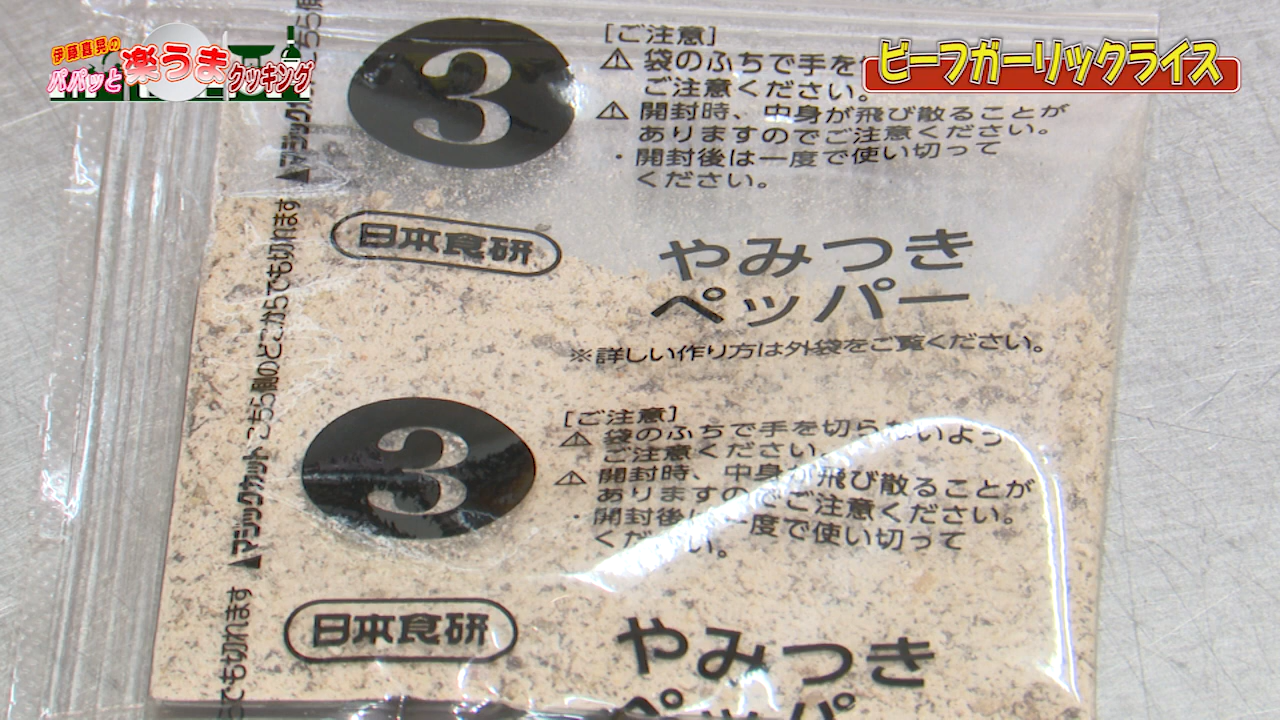 伊藤嘉晃の
パパッと 楽うまクッキング
ビーフガーリックライス
3
[ご注意]
⚠ 袋のふちで手を
ご注意ください。
⚠ 開封時、中身が飛び散ることが
ありますのでご注意ください。
・開封後は一度で使い切って
ください。
日本食研
やみつき
ペッパー
※詳しい作り方は外袋をご覧ください。
3
[ご注意]
⚠ 袋のふちで手を切らないよう
ご注意ください。
⚠ 開封時、中身が飛び散ることが
ありますのでご注意ください。
・開封後は一度で使い切って
ください。
日本食研
やみつき
ペッパ
▲マジックカット
▲マジックカット こちら側のどこからでも切れます
でも切れます